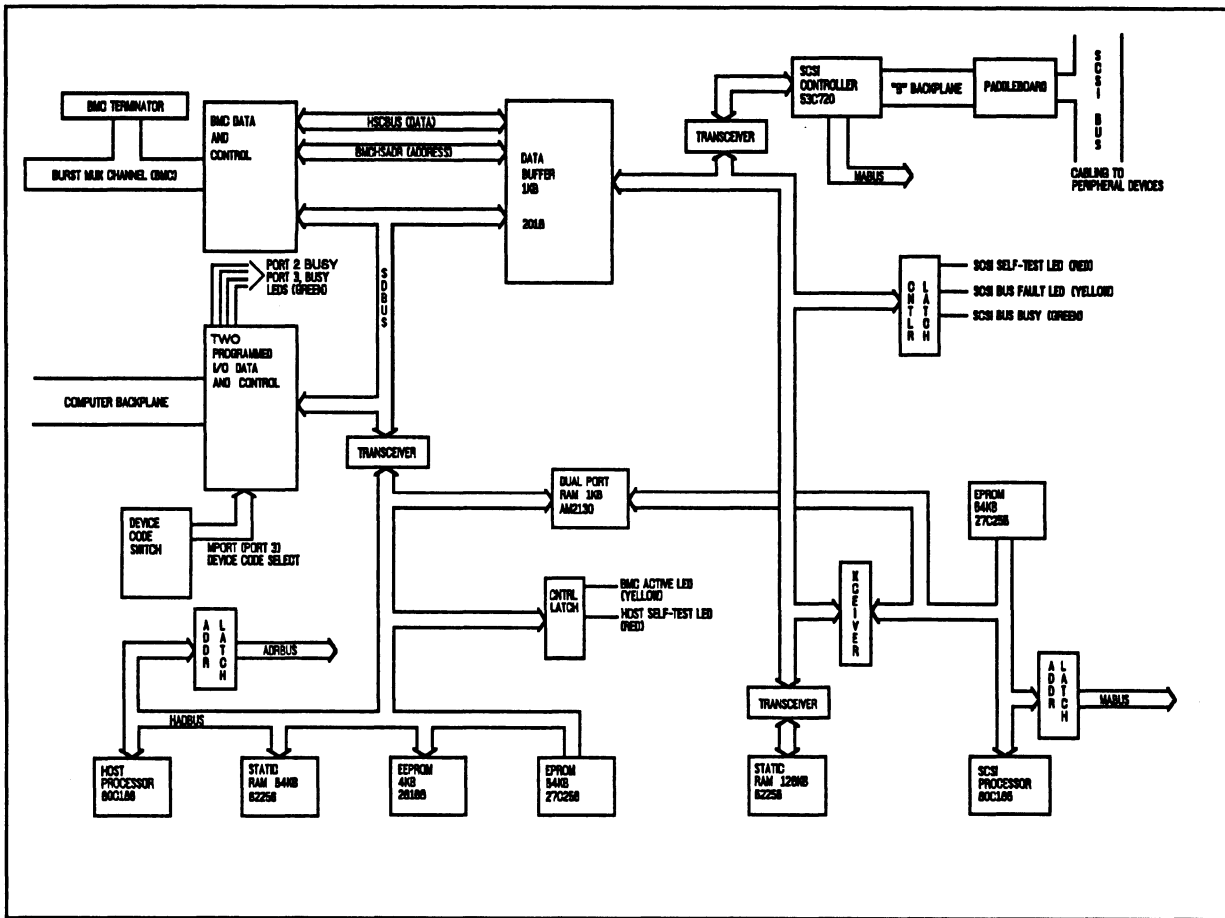 BMC TERMINATOR
BURST MUX CHANNEL (BMC)
BMC DATA
AND
CONTROL
HSCBUS (DATA)
BMCHSADR (ADDRESS)
DATA
BUFFER
1KB
2018
SDBUS
TRANSCEIVER
SCSI
CONTROLLER
53C720
"B" BACKPLANE
PADDLEBOARD
SCSI BUS
MABUS
CABLING TO
PERIPHERAL DEVICES
PORT 2 BUSY
PORT 3, BUSY
LEDS (GREEN)
CNTLR
LATCH
SCSI SELF-TEST LED (RED)
SCSI BUS FAULT LED (YELLOW)
SCSI BUS BUSY (GREEN)
TWO
PROGRAMMED
I/O DATA
AND CONTROL
COMPUTER BACKPLANE
TRANSCEIVER
DUAL PORT
RAM 1KB
AM2130
EPROM
64KB
27C256
DEVICE
CODE
SWITCH
MPORT (PORT 3)
DEVICE CODE SELECT
CNTRL
LATCH
BMC ACTIVE LED
(YELLOW)
HOST SELF-TEST LED
(RED)
XCEIVER
ADDR
LATCH
ADRBUS
HADBUS
TRANSCEIVER
ADDR
LATCH
MABUS
HOST
PROCESSOR
80C186
STATIC
RAM 64KB
62256
EEPROM
4KB
EPROM
64KB
27C256
STATIC
RAM 128KB
62256
SCSI
PROCESSOR
80C186